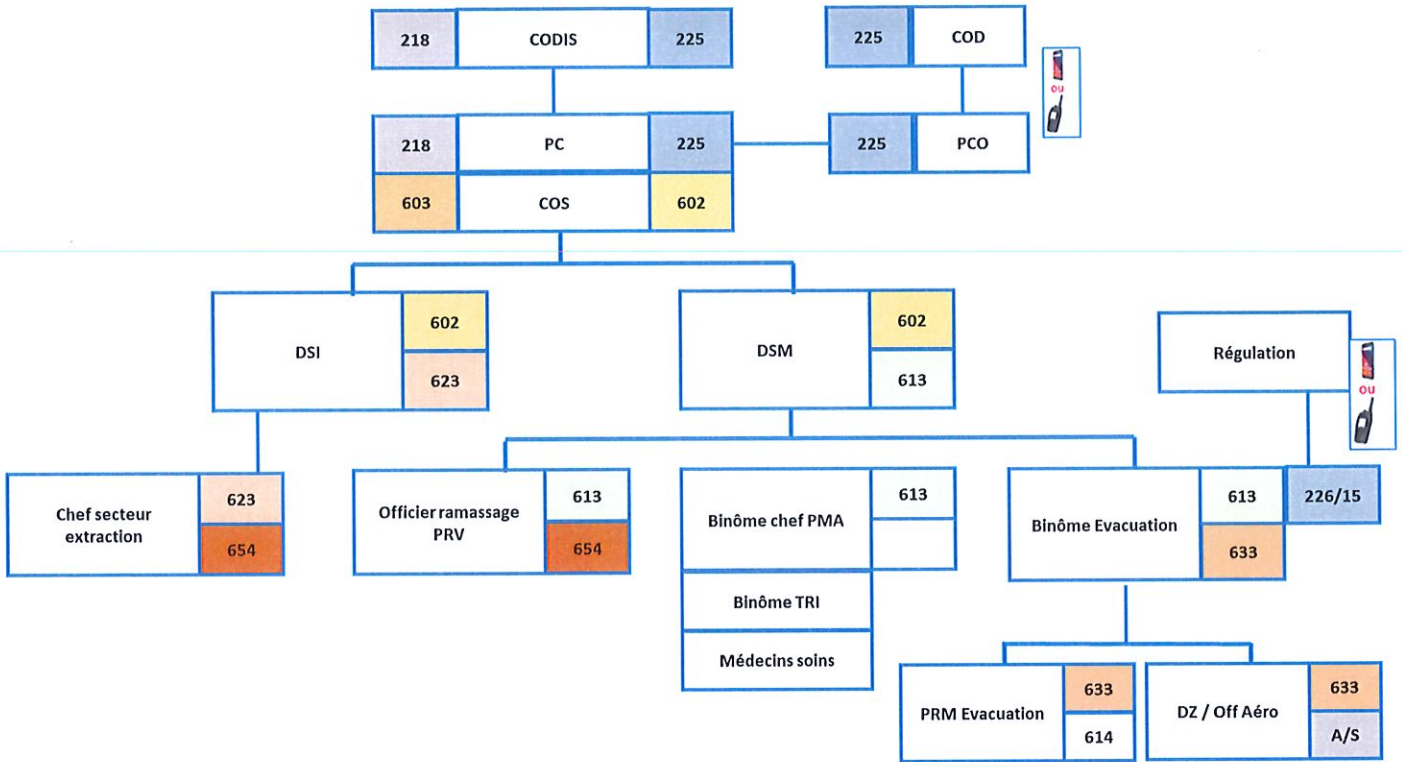 218 CODIS 225
225 COD
ou
218 PC 225
225 PCO
603 COS 602
DSI
602
623
DSM
602
613
Régulation
ou
Chef secteur
extraction
623
654
Officier ramassage
PRV
613
654
Binôme chef PMA
613
Binôme TRI
Médecins soins
Binôme Evacuation
613
226/15
633
PRM Evacuation
633
614
DZ / Off Aéro
633
A/S